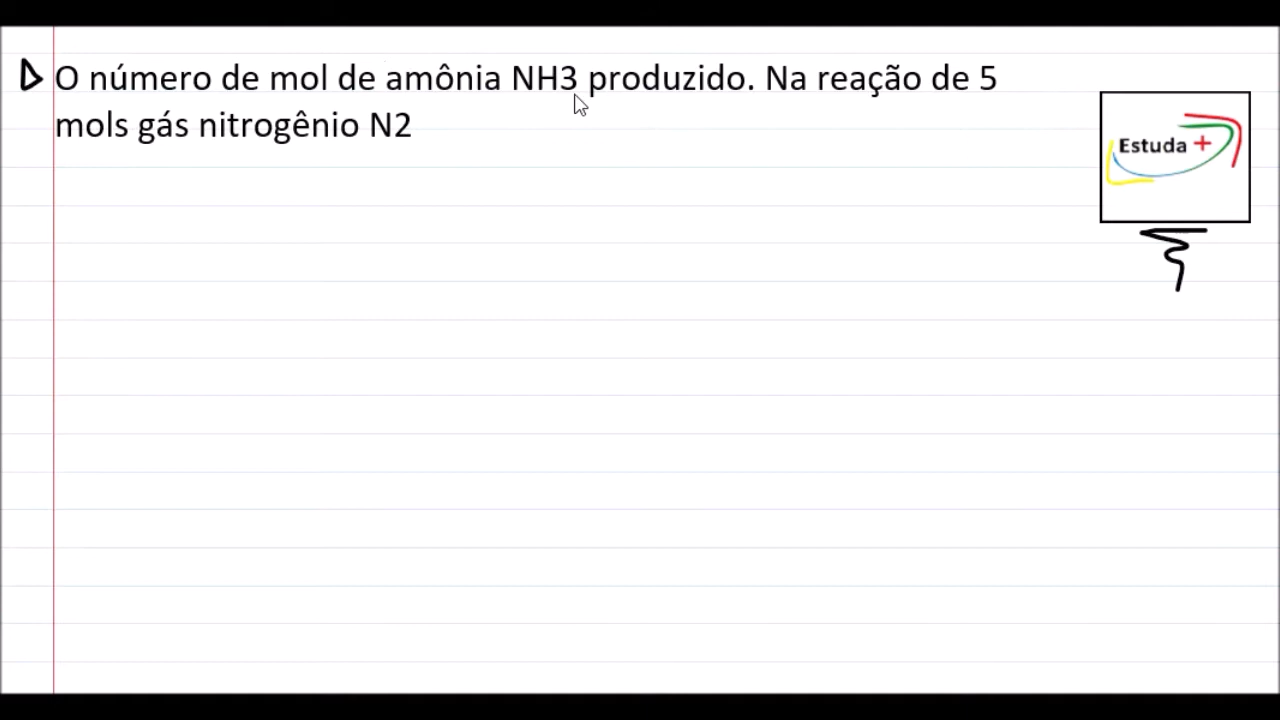 O número de mol de amônia NH3 produzido. Na reação de 5
mols gás nitrogênio N2
Estuda +